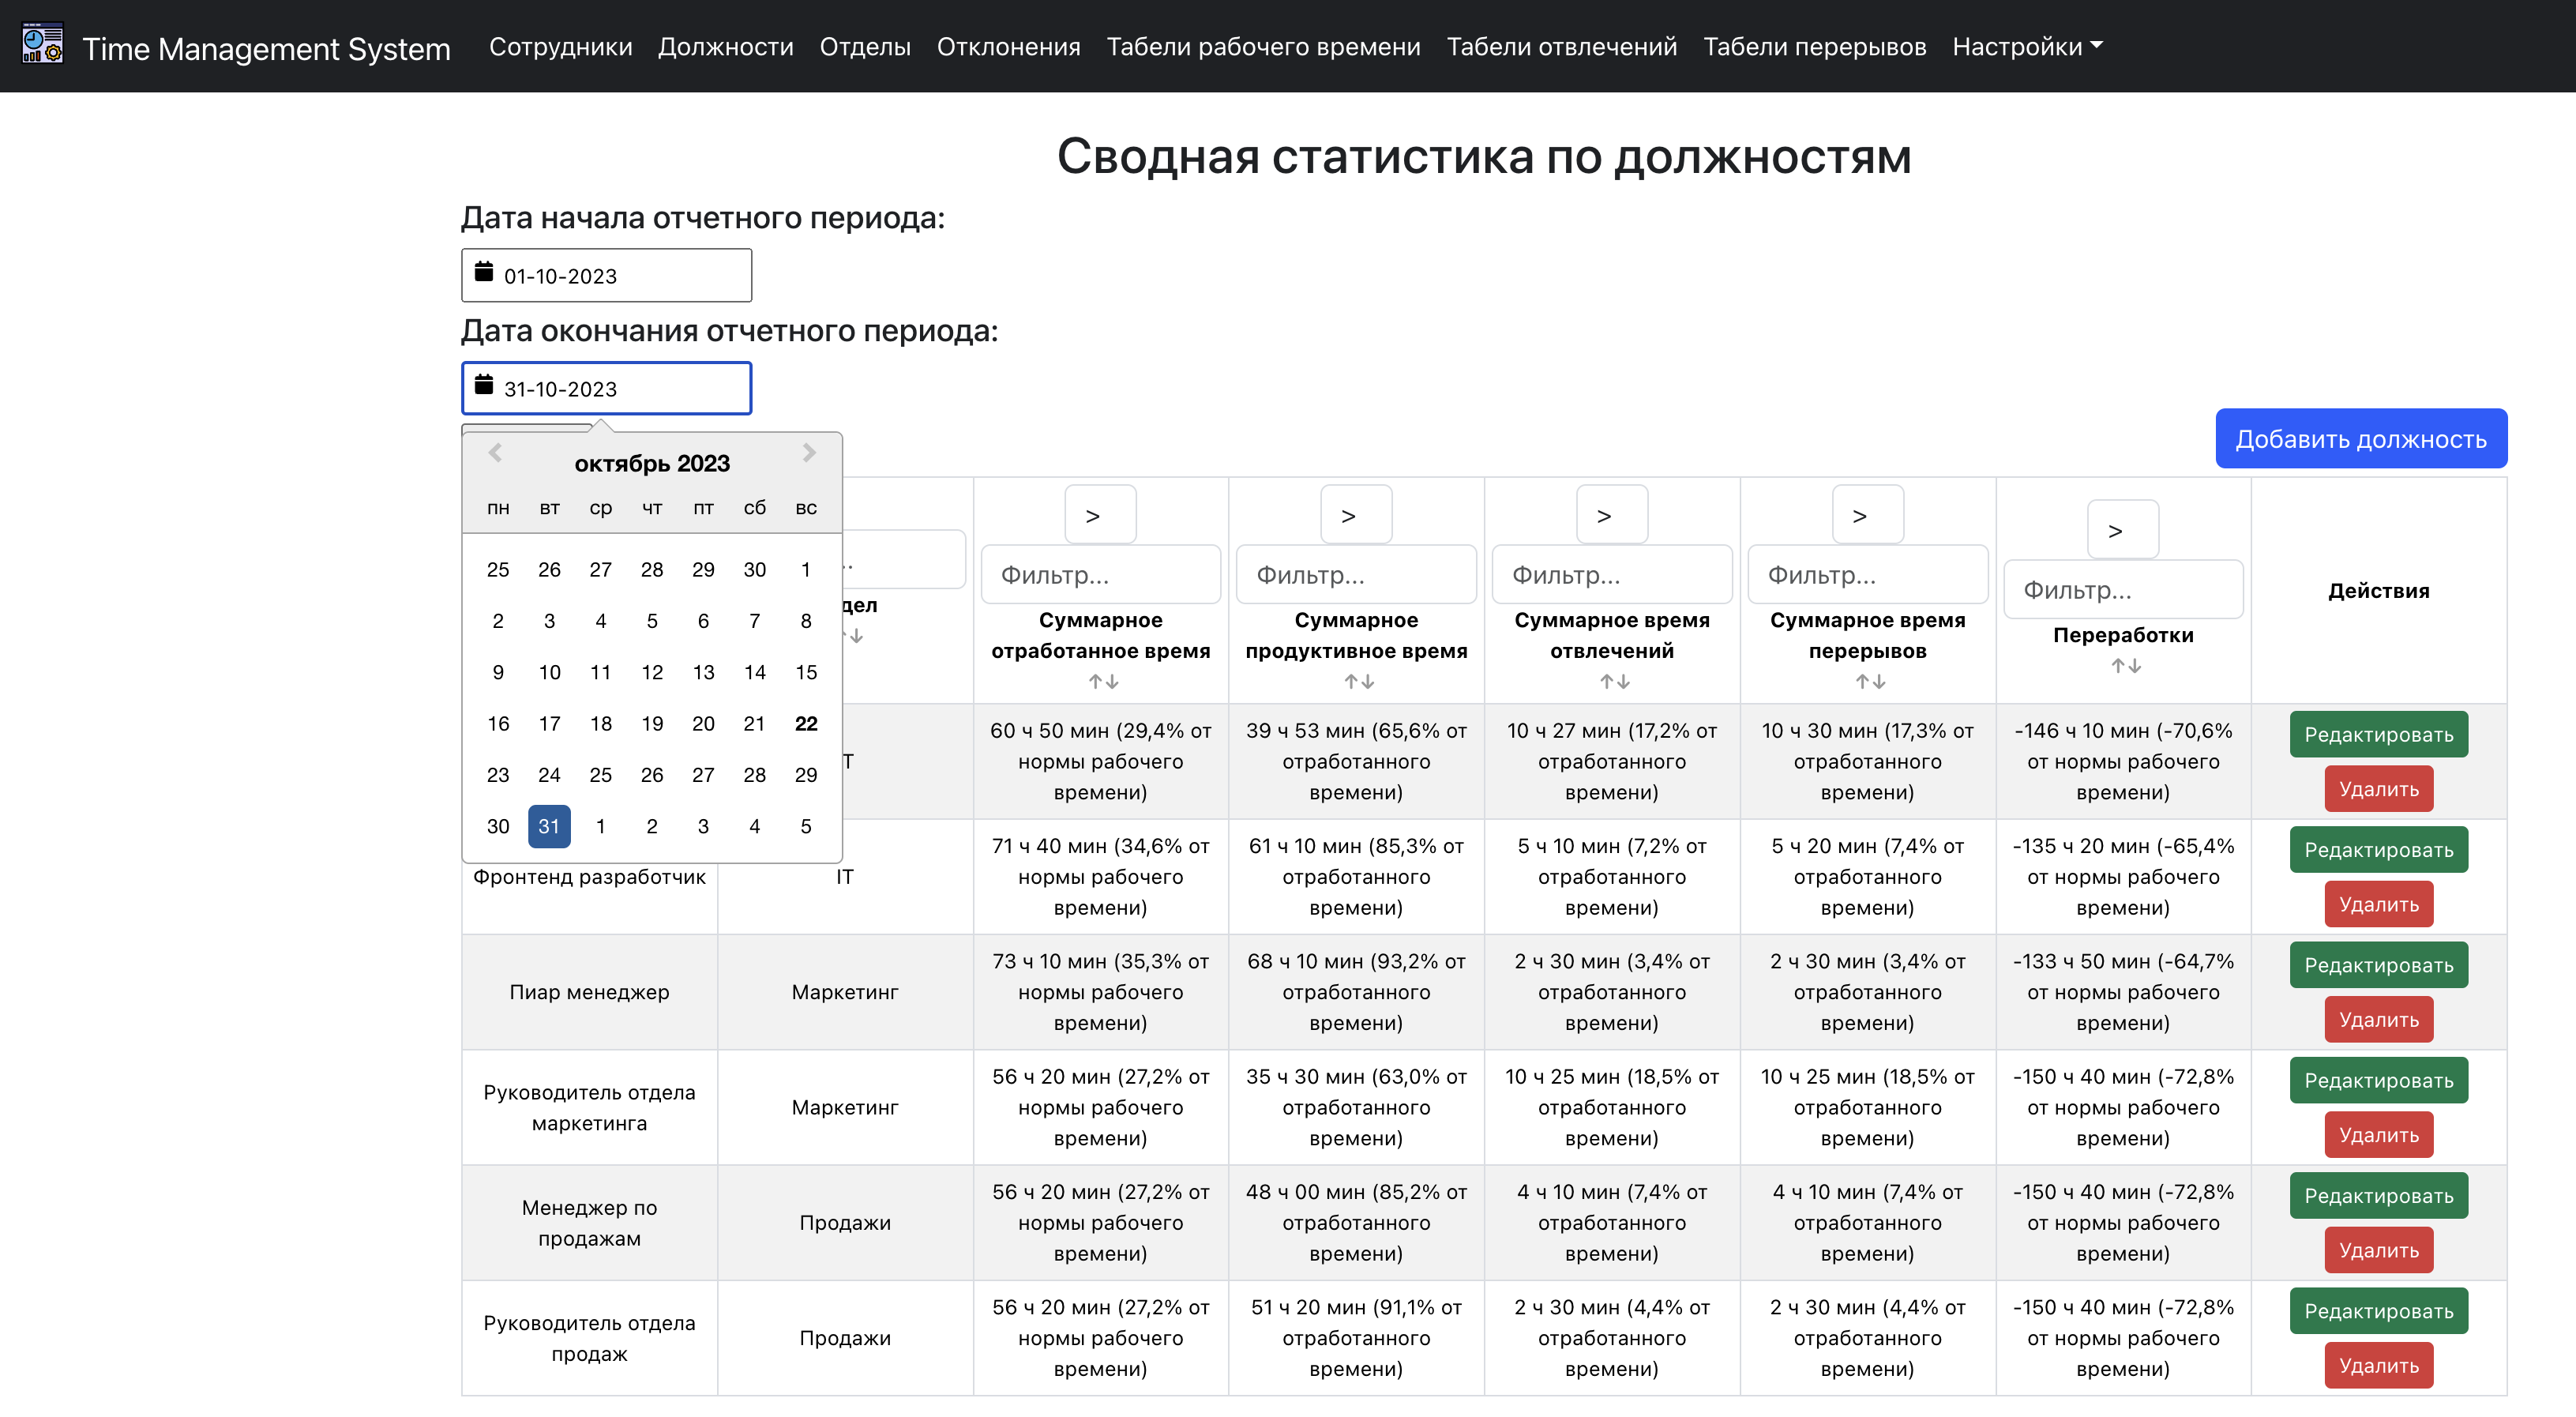 Time Management System Сотрудники Должности Отделы Отклонения Табели рабочего времени Табели отвлечений Табели перерывов Настройки
Сводная статистика по должностям
Дата начала отчетного периода:
01-10-2023
Дата окончания отчетного периода:
31-10-2023
октябрь 2023
пн вт ср чт пт сб вс
25 26 27 28 29 30 1
2 3 4 5 6 7 8
9 10 11 12 13 14 15
16 17 18 19 20 21 22
23 24 25 26 27 28 29
30 31 1 2 3 4 5
Добавить должность
> > > > >
Фильтр... Фильтр... Фильтр... Фильтр... Фильтр...
Суммарное
отработанное время
↑↓
Суммарное
продуктивное время
↑↓
Суммарное время
отвлечений
↑↓
Суммарное время
перерывов
↑↓
Переработки
↑↓
Действия
60 ч 50 мин (29,4% от
нормы рабочего
времени)
39 ч 53 мин (65,6% от
отработанного
времени)
10 ч 27 мин (17,2% от
отработанного
времени)
10 ч 30 мин (17,3% от
отработанного
времени)
-146 ч 10 мин (-70,6%
от нормы рабочего
времени)
Редактировать
Удалить
Фронтенд разработчик
IT
71 ч 40 мин (34,6% от
нормы рабочего
времени)
61 ч 10 мин (85,3% от
отработанного
времени)
5 ч 10 мин (7,2% от
отработанного
времени)
5 ч 20 мин (7,4% от
отработанного
времени)
-135 ч 20 мин (-65,4%
от нормы рабочего
времени)
Редактировать
Удалить
Пиар менеджер
Маркетинг
73 ч 10 мин (35,3% от
нормы рабочего
времени)
68 ч 10 мин (93,2% от
отработанного
времени)
2 ч 30 мин (3,4% от
отработанного
времени)
2 ч 30 мин (3,4% от
отработанного
времени)
-133 ч 50 мин (-64,7%
от нормы рабочего
времени)
Редактировать
Удалить
Руководитель отдела
маркетинга
Маркетинг
56 ч 20 мин (27,2% от
нормы рабочего
времени)
35 ч 30 мин (63,0% от
отработанного
времени)
10 ч 25 мин (18,5% от
отработанного
времени)
10 ч 25 мин (18,5% от
отработанного
времени)
-150 ч 40 мин (-72,8%
от нормы рабочего
времени)
Редактировать
Удалить
Менеджер по
продажам
Продажи
56 ч 20 мин (27,2% от
нормы рабочего
времени)
48 ч 00 мин (85,2% от
отработанного
времени)
4 ч 10 мин (7,4% от
отработанного
времени)
4 ч 10 мин (7,4% от
отработанного
времени)
-150 ч 40 мин (-72,8%
от нормы рабочего
времени)
Редактировать
Удалить
Руководитель отдела
продаж
Продажи
56 ч 20 мин (27,2% от
нормы рабочего
времени)
51 ч 20 мин (91,1% от
отработанного
времени)
2 ч 30 мин (4,4% от
отработанного
времени)
2 ч 30 мин (4,4% от
отработанного
времени)
-150 ч 40 мин (-72,8%
от нормы рабочего
времени)
Редактировать
Удалить